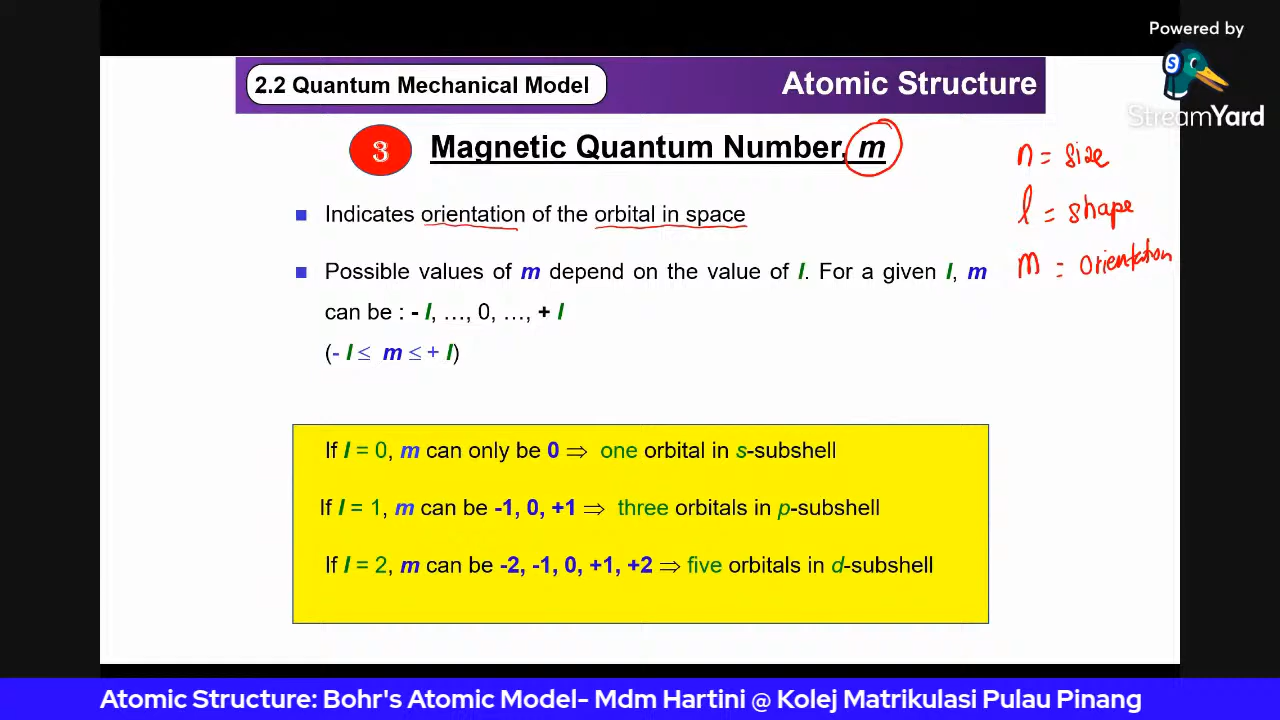 Powered by
StreamYard
2.2 Quantum Mechanical Model
Atomic Structure
3
Magnetic Quantum Number, m
n = size
l = shape
m = orientation
Indicates orientation of the orbital in space
Possible values of m depend on the value of l. For a given l, m
can be : - l, …, 0, …, + l
(- l ≤ m ≤ + l)
If l = 0, m can only be 0 ⇒ one orbital in s-subshell
If l = 1, m can be -1, 0, +1 ⇒ three orbitals in p-subshell
If l = 2, m can be -2, -1, 0, +1, +2 ⇒ five orbitals in d-subshell
Atomic Structure: Bohr's Atomic Model- Mdm Hartini @ Kolej Matrikulasi Pulau Pinang